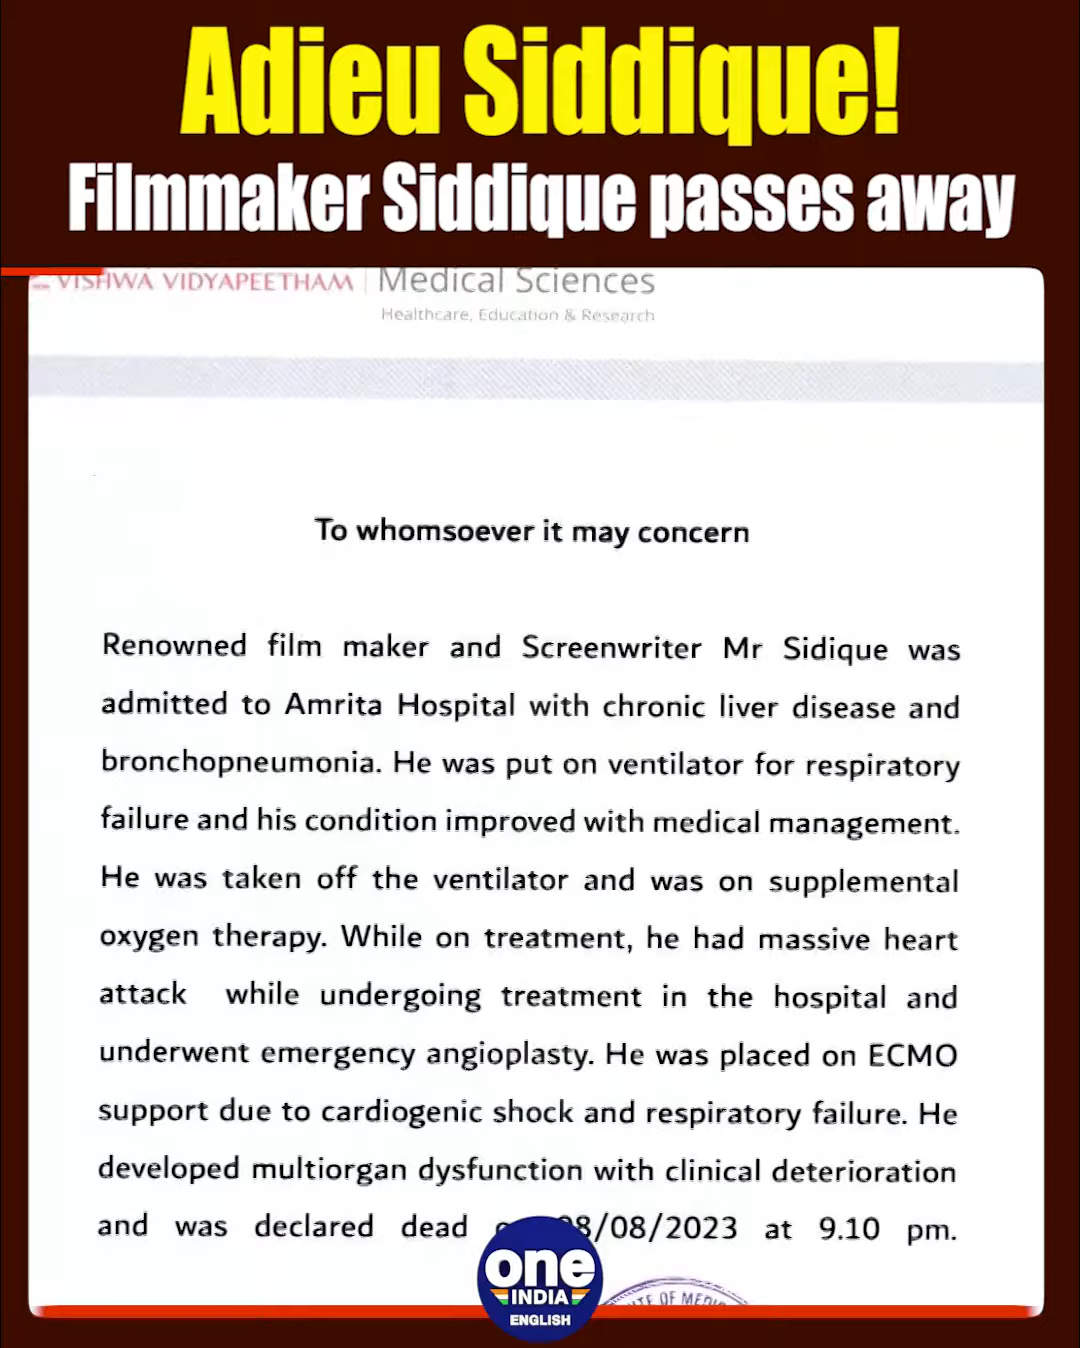 Adieu Siddique!
Filmmaker Siddique passes away
VISHWA VIDYAPEETHAM | Medical Sciences
Healthcare, Education & Research
To whomsoever it may concern
Renowned film maker and Screenwriter Mr Sidique was
admitted to Amrita Hospital with chronic liver disease and
bronchopneumonia. He was put on ventilator for respiratory
failure and his condition improved with medical management.
He was taken off the ventilator and was on supplemental
oxygen therapy. While on treatment, he had massive heart
attack while undergoing treatment in the hospital and
underwent emergency angioplasty. He was placed on ECMO
support due to cardiogenic shock and respiratory failure. He
developed multiorgan dysfunction with clinical deterioration
and was declared dead 08/08/2023 at 9.10 pm.
one
INDIA
ENGLISH
OF